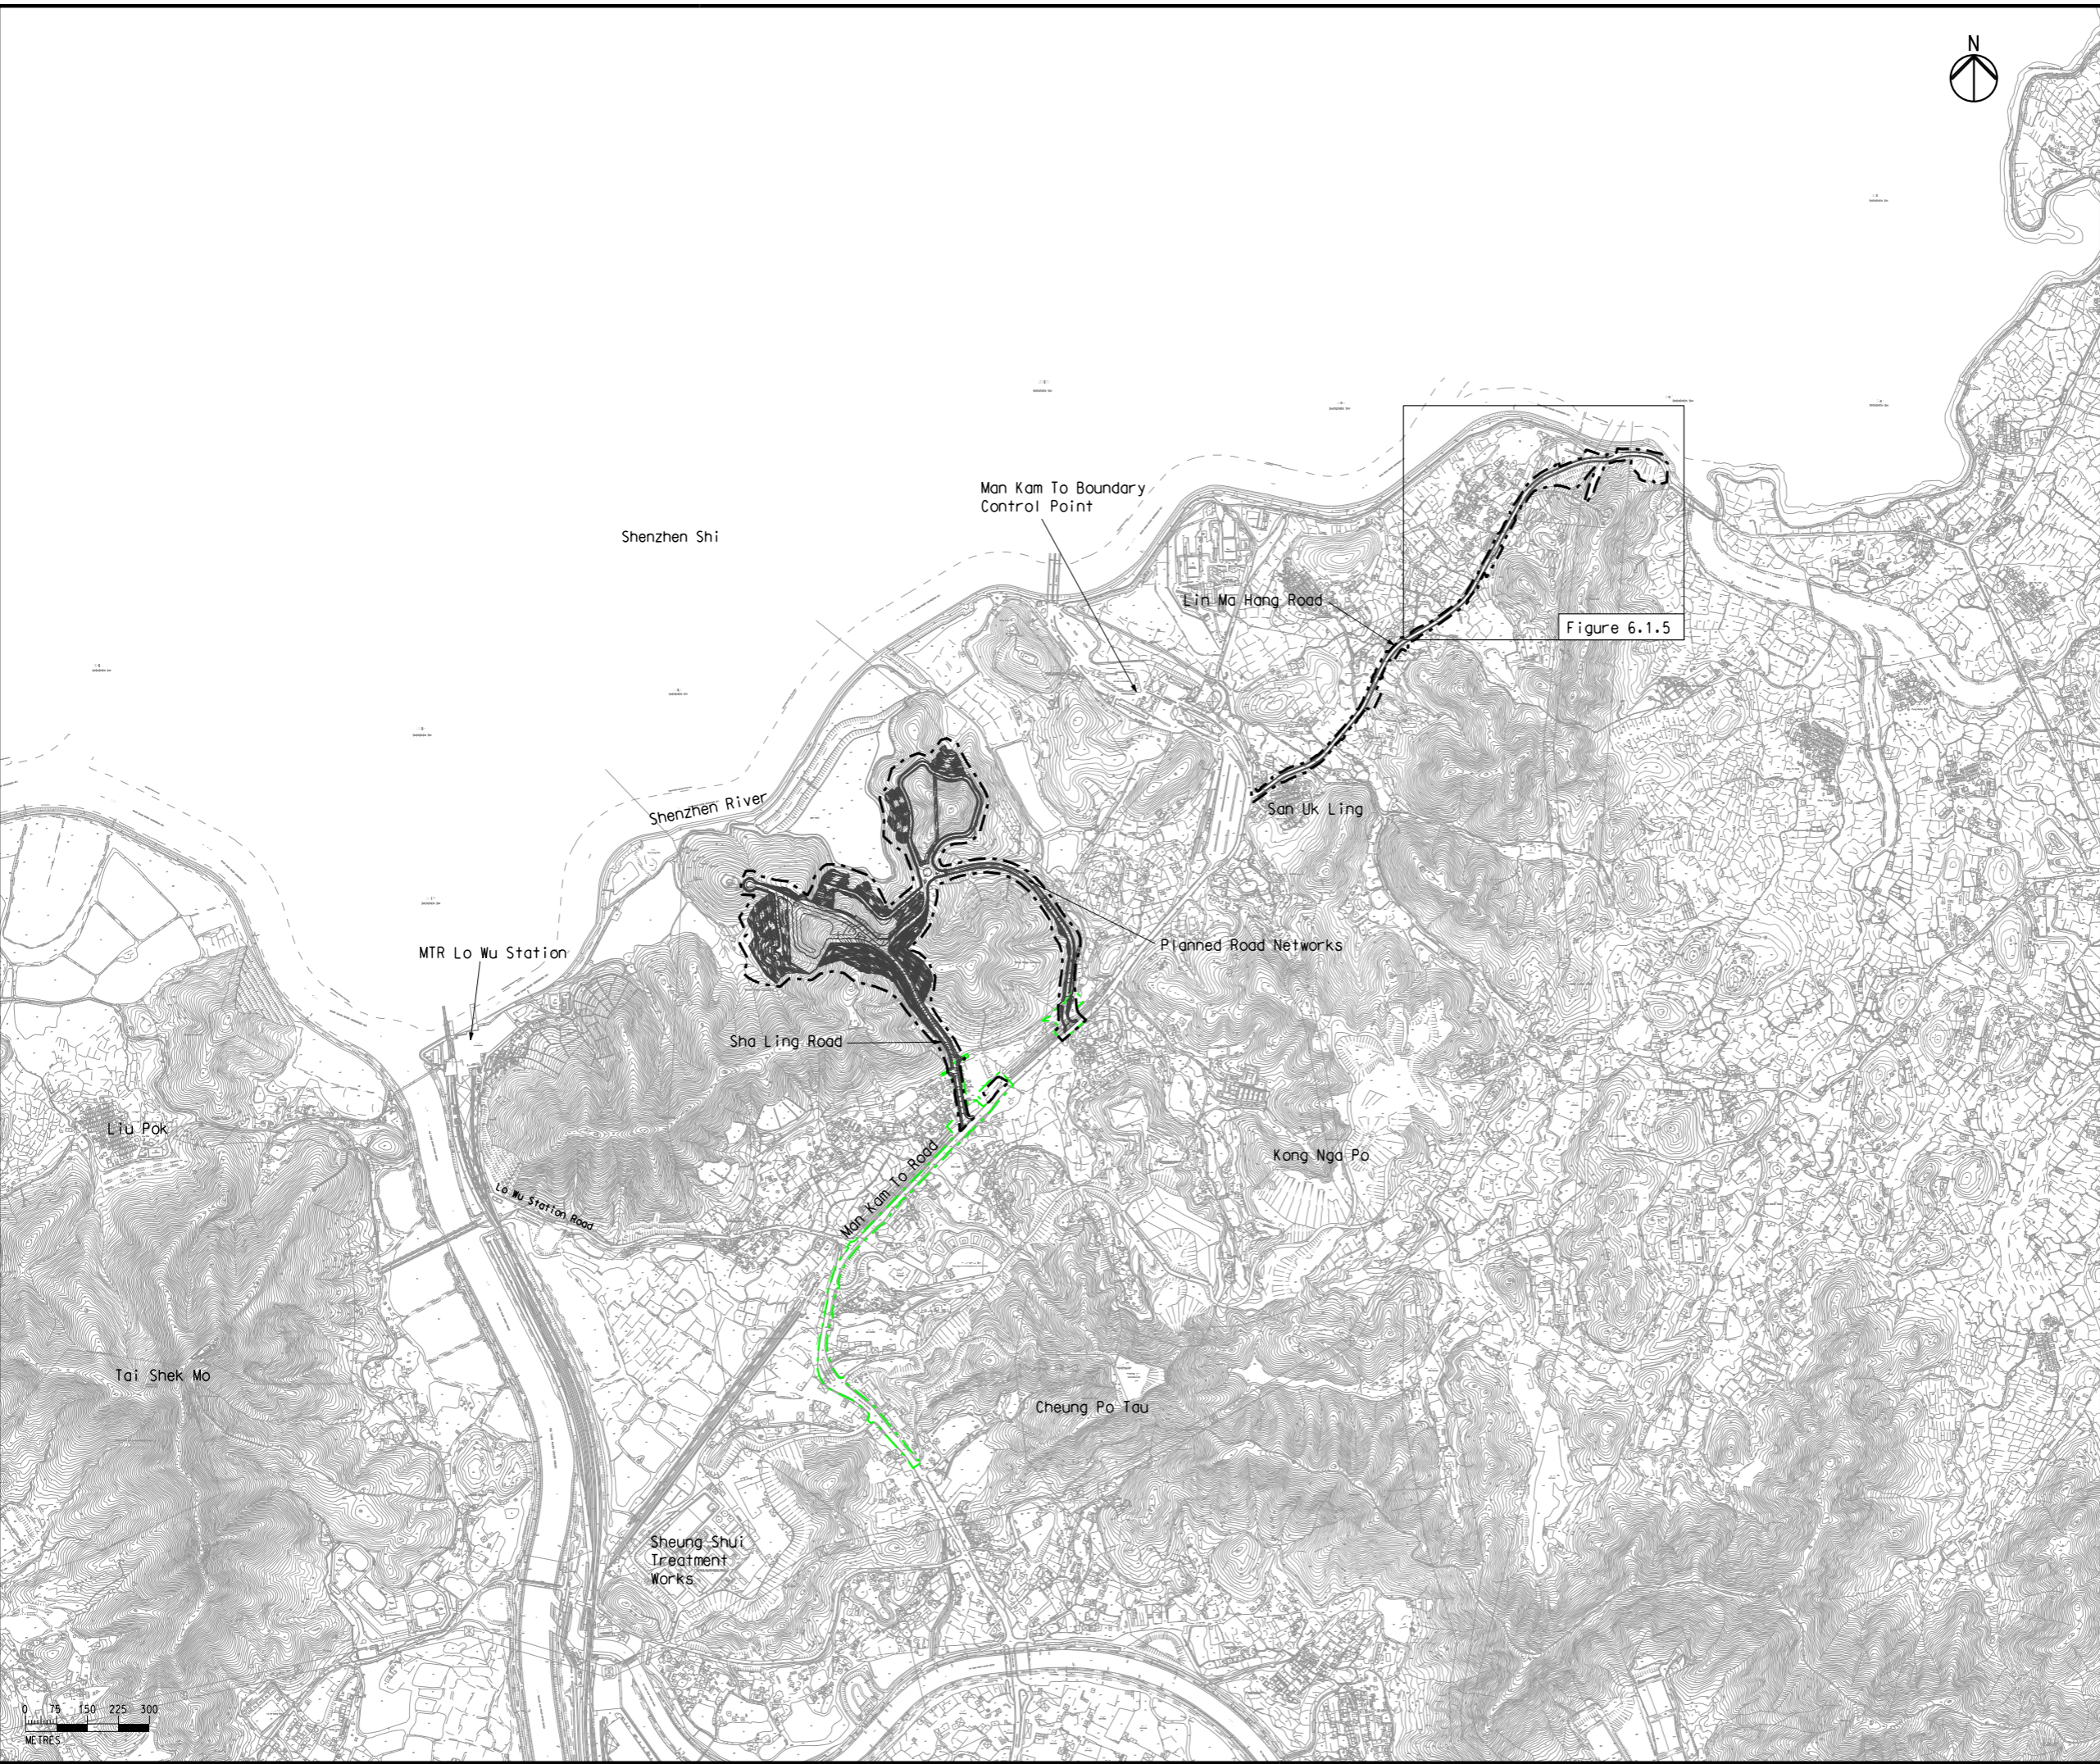 N
Man Kam To Boundary
Control Point
Shenzhen Shi
Lin Ma Hang Road
Figure 6.1.5
Shenzhen River
San Uk Ling
MTR Lo Wu Station
Planned Road Networks
Sha Ling Road
Liu Pok
Man Kam To Road
Kong Nga Po
Lo Wu Station Road
Tai Shek Mo
Cheung Po Tau
Sheung Shui
Treatment
Works
0 75 150 225 300
METRES